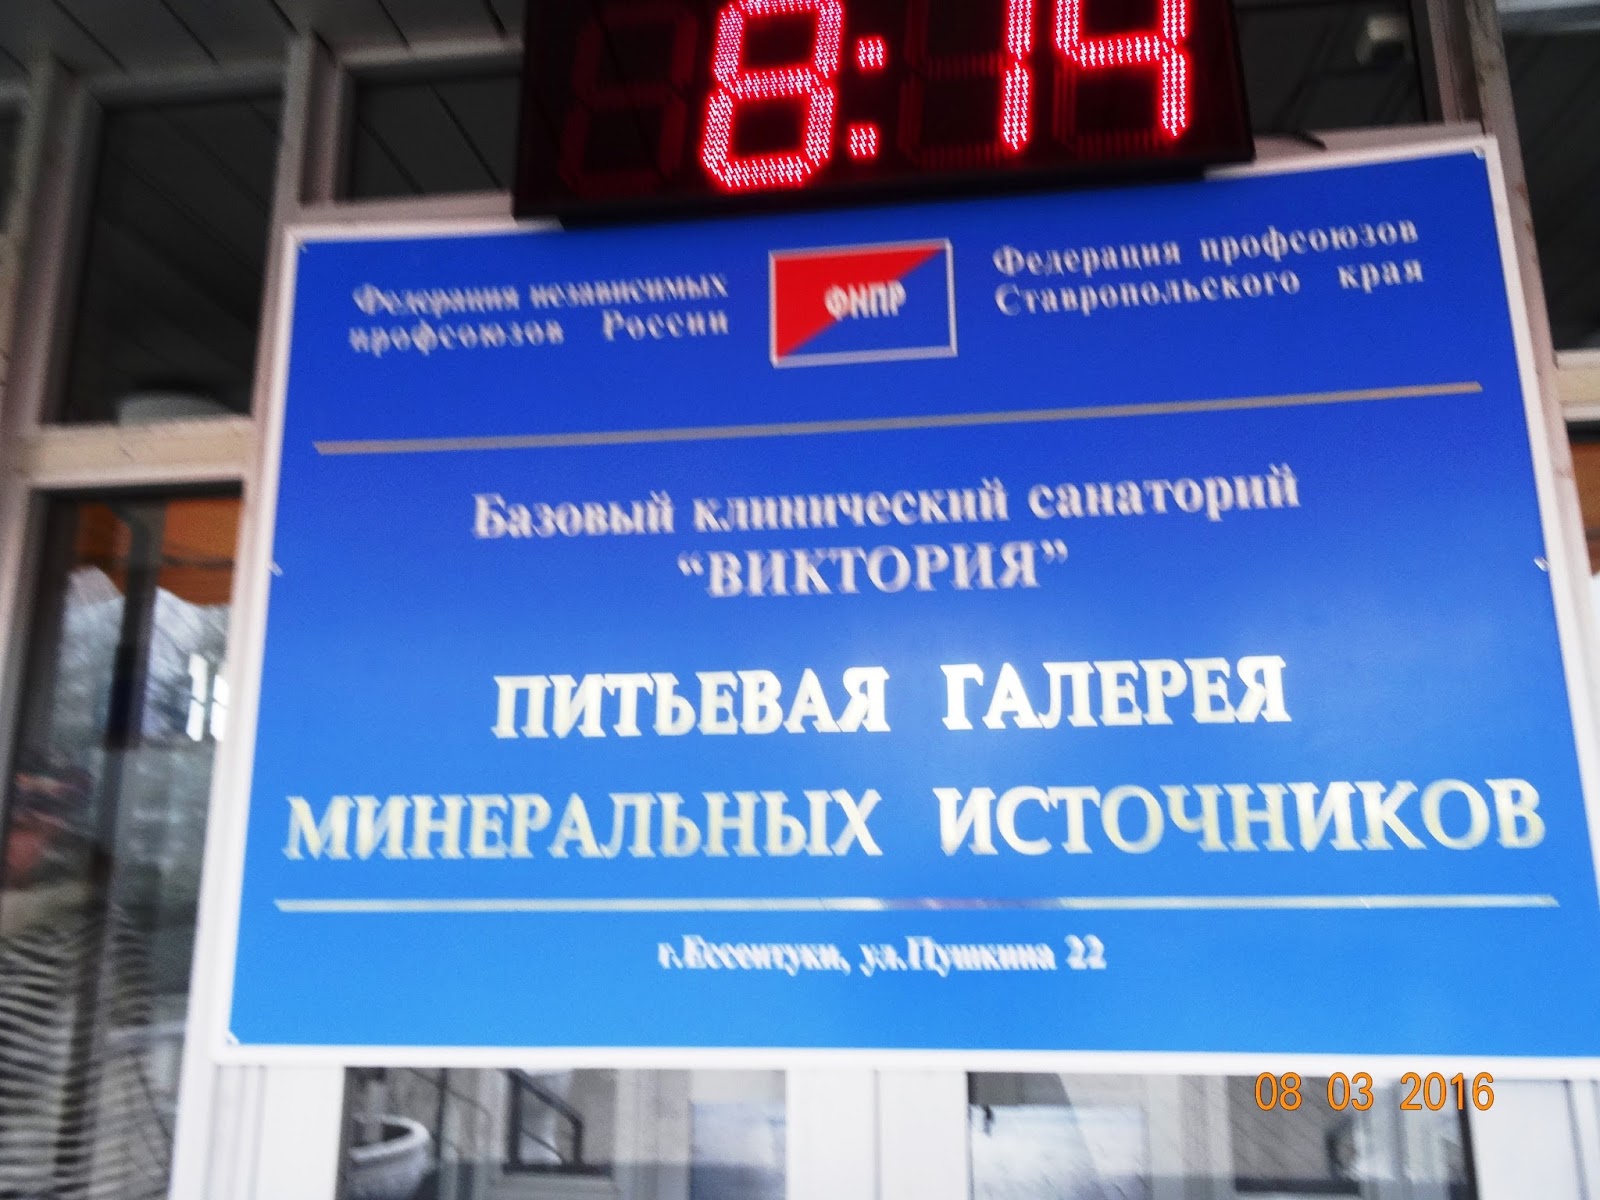 8:14
Федерация независимых
профсоюзов России
ФНПР
Федерация профсоюзов
Ставропольского края
Базовый клинический санаторий
“ВИКТОРИЯ”
ПИТЬЕВАЯ ГАЛЕРЕЯ
МИНЕРАЛЬНЫХ ИСТОЧНИКОВ
г.Ессентуки, ул.Пушкина 22
08 03 2016